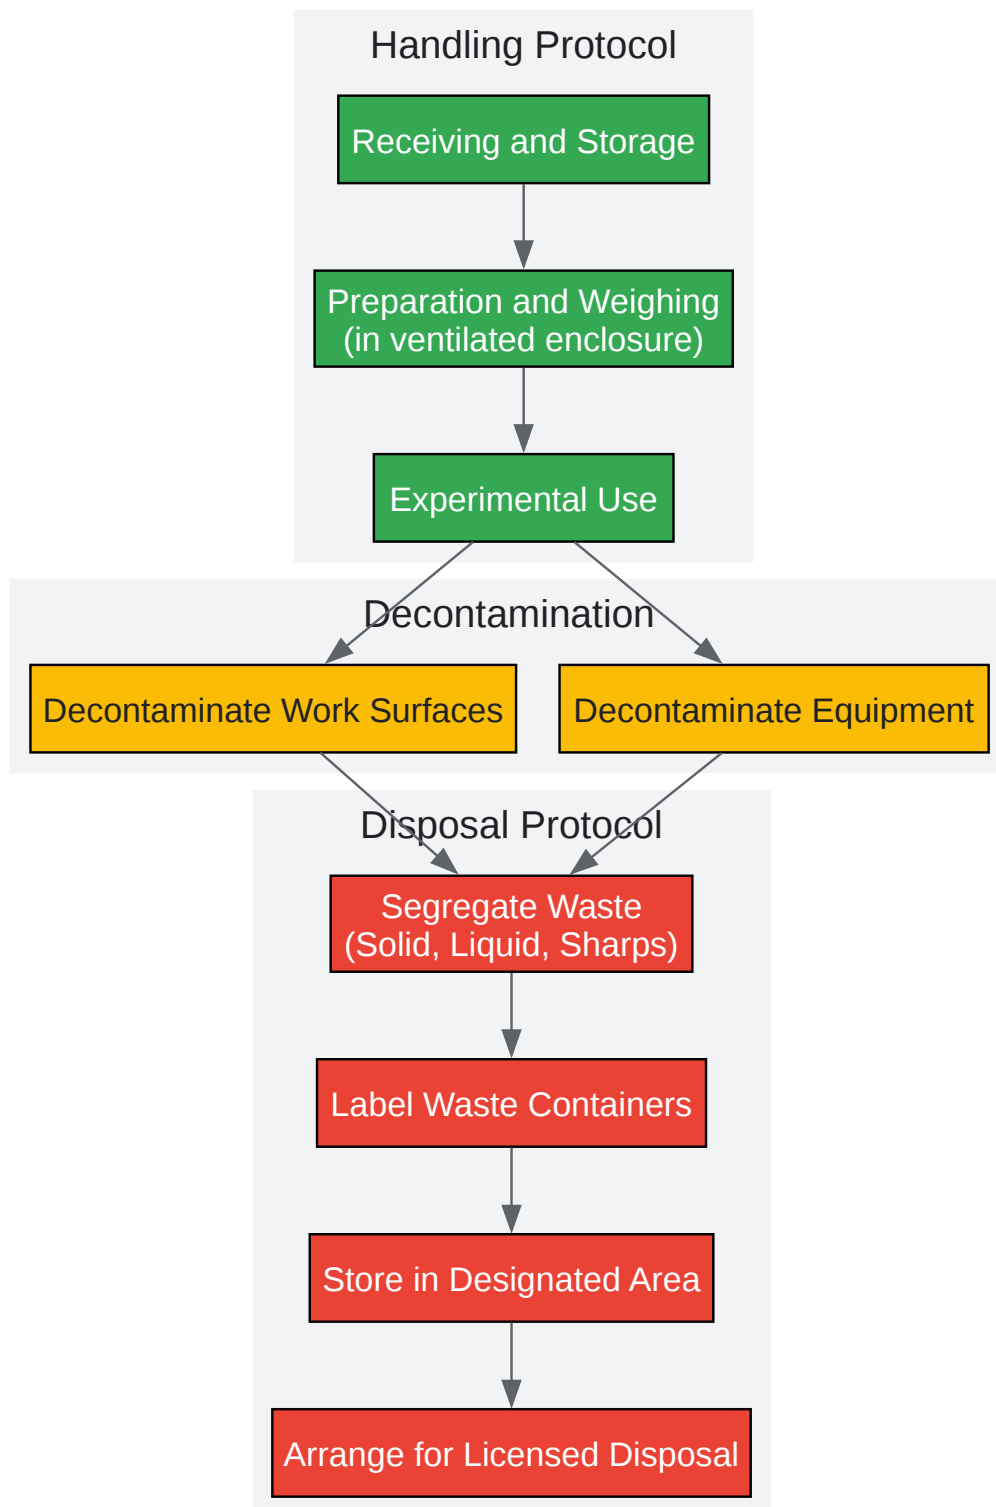 Handling Protocol
Receiving and Storage
Preparation and Weighing
(in ventilated enclosure)
Experimental Use
Decontamination
Decontaminate Work Surfaces
Decontaminate Equipment
Disposal Protocol
Segregate Waste
(Solid, Liquid, Sharps)
Label Waste Containers
Store in Designated Area
Arrange for Licensed Disposal